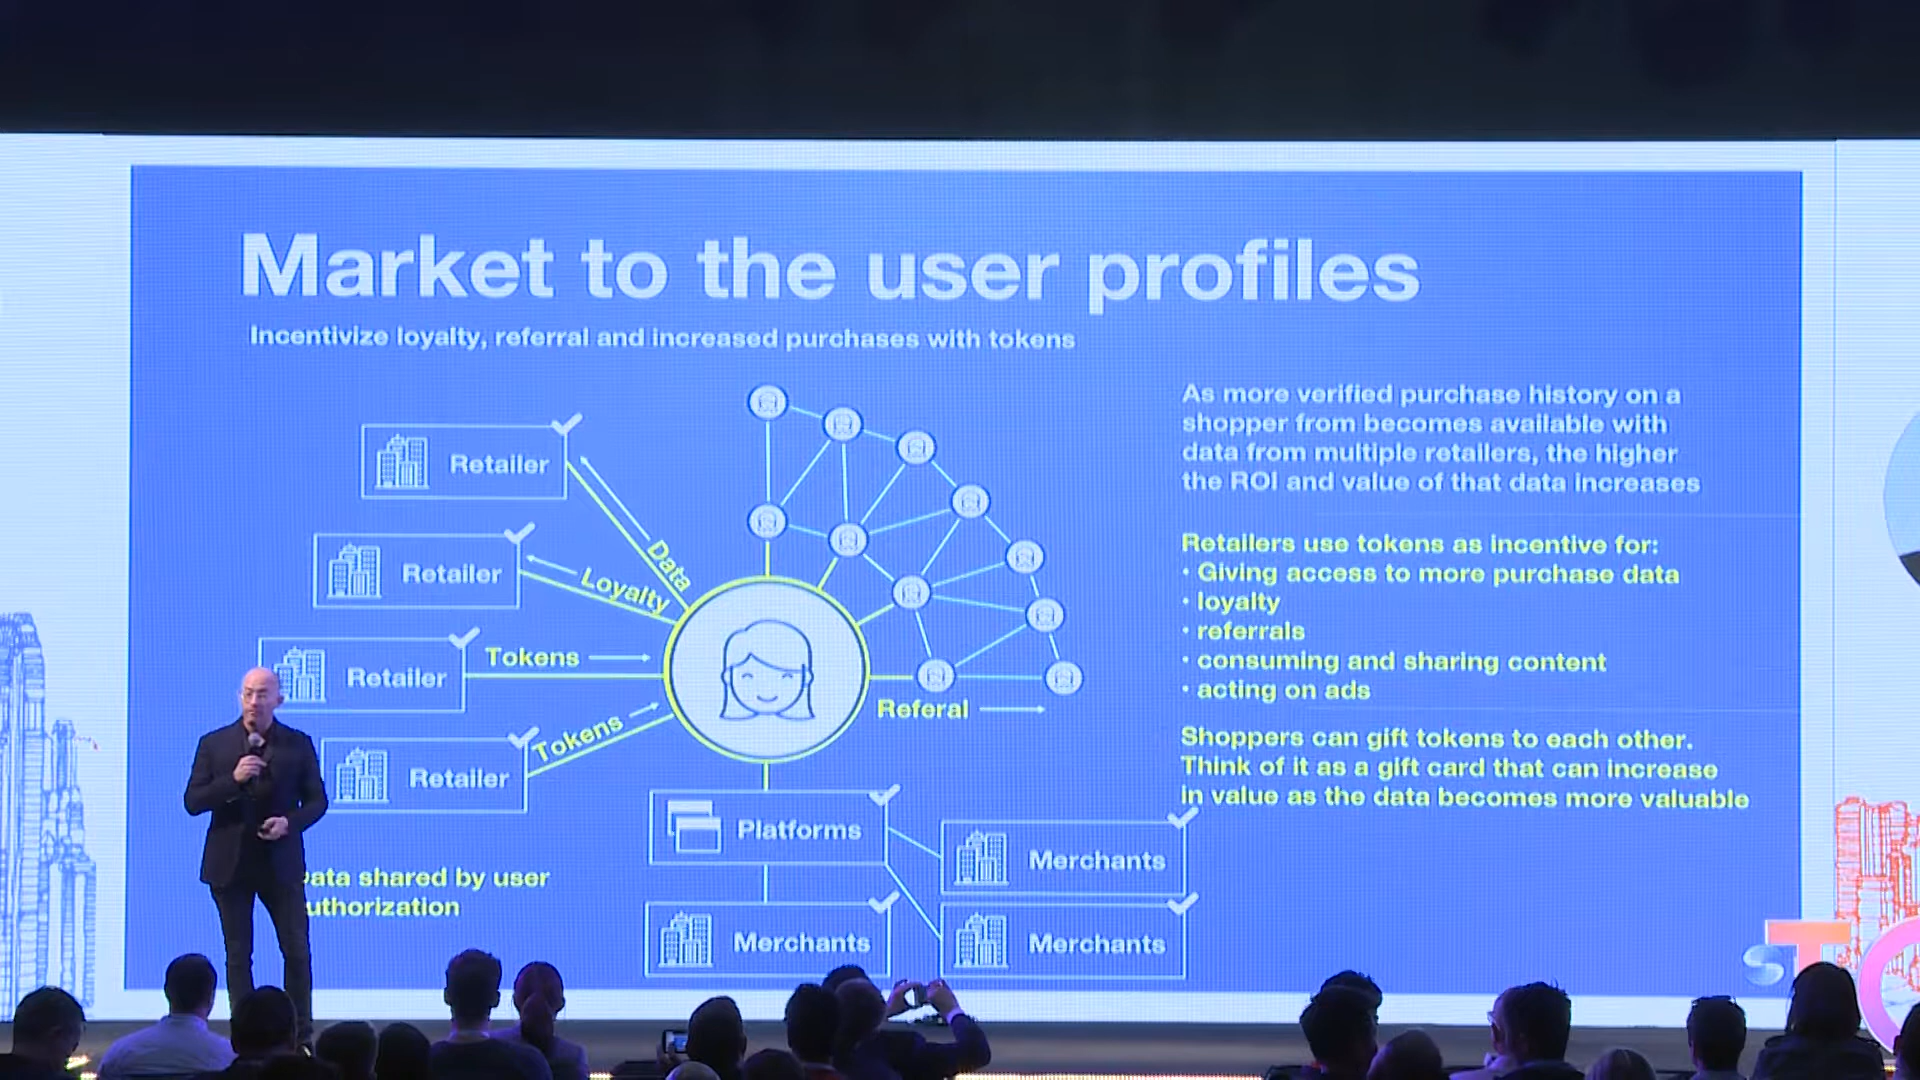 Market to the user profiles
Incentivize loyalty, referral and increased purchases with tokens
Retailer
Retailer
Retailer
Retailer
Data
Loyalty
Tokens
Tokens
Referal
Platforms
Merchants
Merchants
Merchants
ata shared by user
uthorization
As more verified purchase history on a
shopper from becomes available with
data from multiple retailers, the higher
the ROI and value of that data increases
Retailers use tokens as incentive for:
• Giving access to more purchase data
• loyalty
• referrals
• consuming and sharing content
• acting on ads
Shoppers can gift tokens to each other.
Think of it as a gift card that can increase
in value as the data becomes more valuable